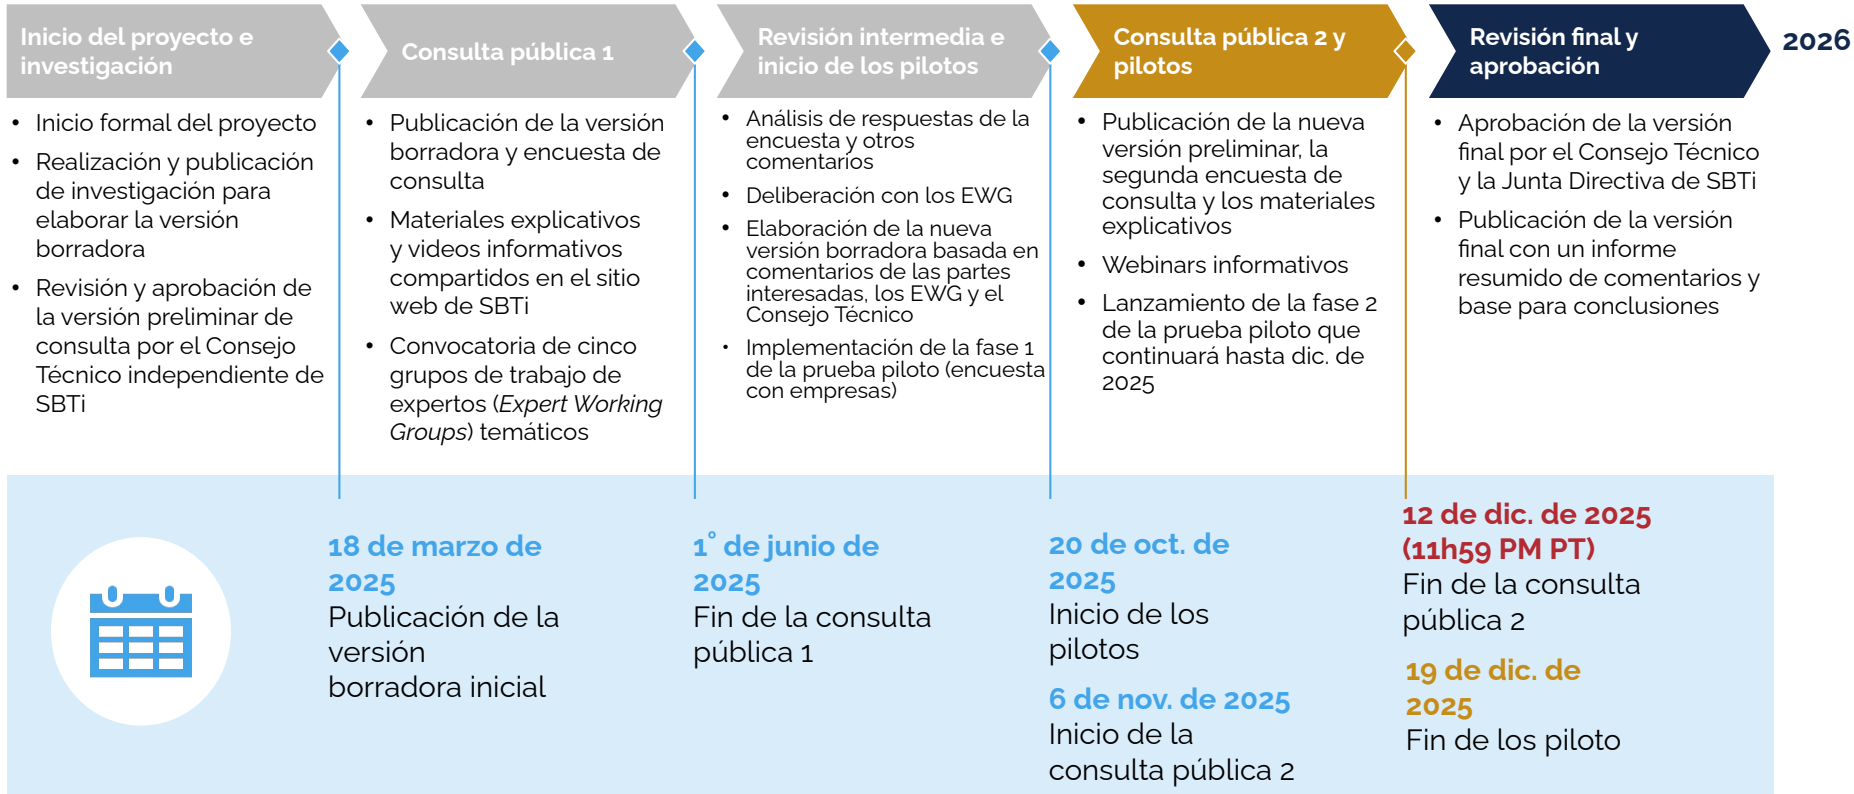 Inicio del proyecto e
investigación
Consulta pública 1
Revisión intermedia e
inicio de los pilotos
Consulta pública 2 y
pilotos
Revisión final y
aprobación
2026
• Inicio formal del proyecto
• Realización y publicación
de investigación para
elaborar la versión
borradora
• Revisión y aprobación de
la versión preliminar de
consulta por el Consejo
Técnico independiente de
SBTi
• Publicación de la versión
borradora y encuesta de
consulta
• Materiales explicativos
y videos informativos
compartidos en el sitio
web de SBTi
• Convocatoria de cinco
grupos de trabajo de
expertos (Expert Working
Groups) temáticos
• Análisis de respuestas de la
encuesta y otros
comentarios
• Deliberación con los EWG
• Elaboración de la nueva
versión borradora basada en
comentarios de las partes
interesadas, los EWG y el
Consejo Técnico
• Implementación de la fase 1
de la prueba piloto (encuesta
con empresas)
• Publicación de la nueva
versión preliminar, la
segunda encuesta de
consulta y los materiales
explicativos
• Webinars informativos
• Lanzamiento de la fase 2
de la prueba piloto que
continuará hasta dic. de
2025
• Aprobación de la versión
final por el Consejo Técnico
y la Junta Directiva de SBTi
• Publicación de la versión
final con un informe
resumido de comentarios y
base para conclusiones
18 de marzo de
2025
Publicación de la
versión
borradora inicial
1° de junio de
2025
Fin de la consulta
pública 1
20 de oct. de
2025
Inicio de los
pilotos
6 de nov. de 2025
Inicio de la
consulta pública 2
12 de dic. de 2025
(11h59 PM PT)
Fin de la consulta
pública 2
19 de dic. de
2025
Fin de los piloto